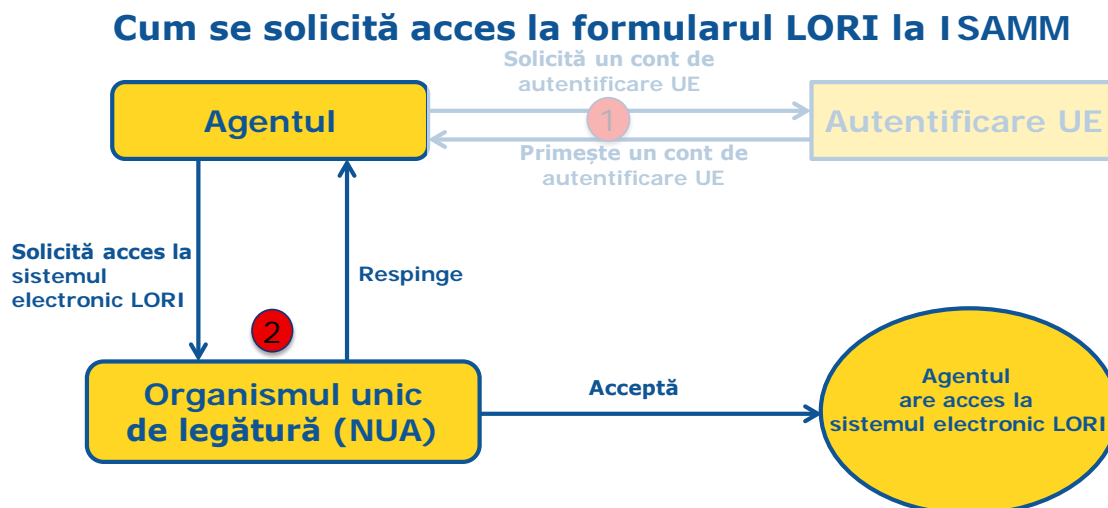 Cum se solicită acces la formularul LORI la ISAMM
Solicită un cont de
autentificare UE
Agentul
1
Autentificare UE
Primește un cont de
autentificare UE
Solicită acces la
sistemul
electronic LORI
Respinge
2
Organismul unic
de legătură (NUA)
Acceptă
Agentul
are acces la
sistemul electronic LORI